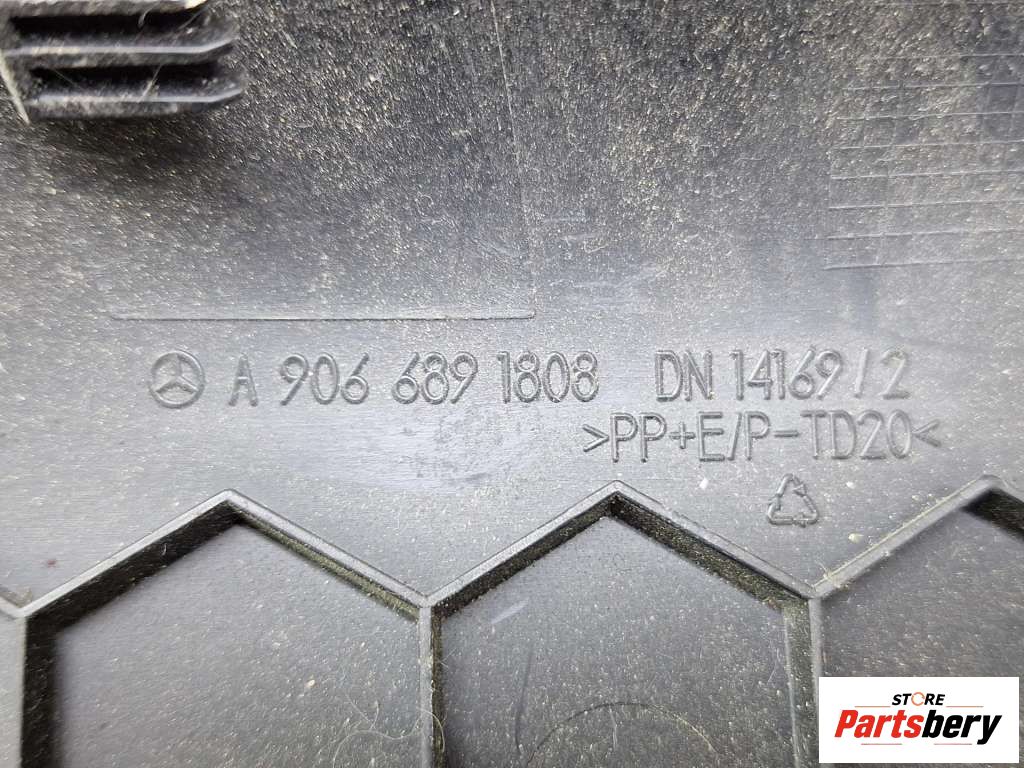 A 906 689 1808 DN 14169/2
>PP+E/P-TD20<
STORE
Partsbery